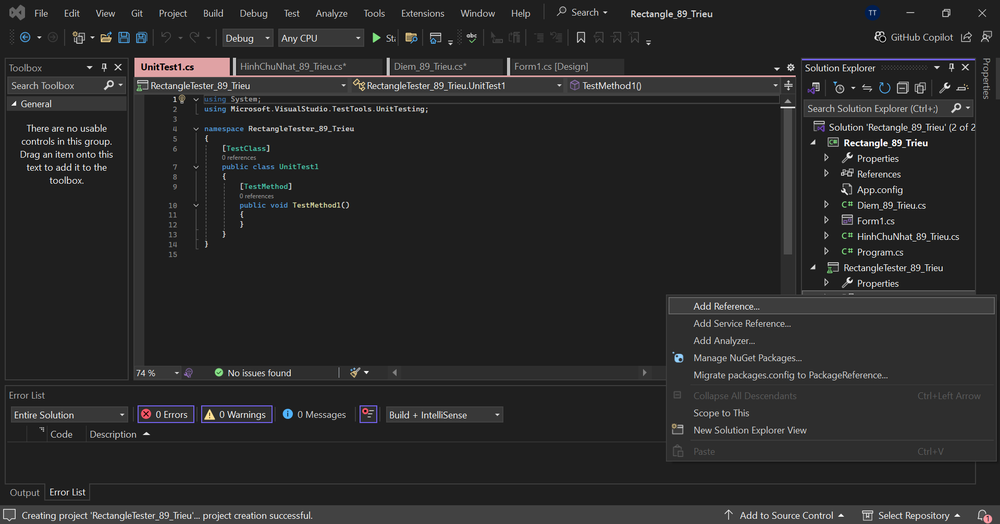 File Edit View Git Project Build Debug Test Analyze Tools Extensions Window Help Search Rectangle_89_Trieu TT
Debug Any CPU GitHub Copilot
Toolbox
Search Toolbox
General
There are no usable
controls in this group.
Drag an item onto this
text to add it to the
toolbox.
UnitTest1.cs HinhChuNhat_89_Trieu.cs* Diem_89_Trieu.cs* Form1.cs [Design]
RectangleTester_89_Trieu RectangleTester_89_Trieu.UnitTest1 TestMethod1()
1 using System;
2 using Microsoft.VisualStudio.TestTools.UnitTesting;
3
4 namespace RectangleTester_89_Trieu
5 {
6 [TestClass]
0 references
7 public class UnitTest1
8 {
9 [TestMethod]
0 references
10 public void TestMethod1()
11 {
12 }
13 }
14 }
15
74 % No issues found
Solution Explorer
Search Solution Explorer (Ctrl+;)
Solution 'Rectangle_89_Trieu' (2 of 2
C# Rectangle_89_Trieu
Properties
References
App.config
C# Diem_89_Trieu.cs
Form1.cs
C# HinhChuNhat_89_Trieu.cs
C# Program.cs
RectangleTester_89_Trieu
Properties
Properties
Add Reference...
Add Service Reference...
Add Analyzer...
Manage NuGet Packages...
Migrate packages.config to PackageReference...
Collapse All Descendants Ctrl+Left Arrow
Scope to This
New Solution Explorer View
Paste Ctrl+V
Error List
Entire Solution 0 Errors 0 Warnings 0 Messages Build + IntelliSense
Code Description
Output Error List
Creating project 'RectangleTester_89_Trieu'... project creation successful. Add to Source Control Select Repository 1